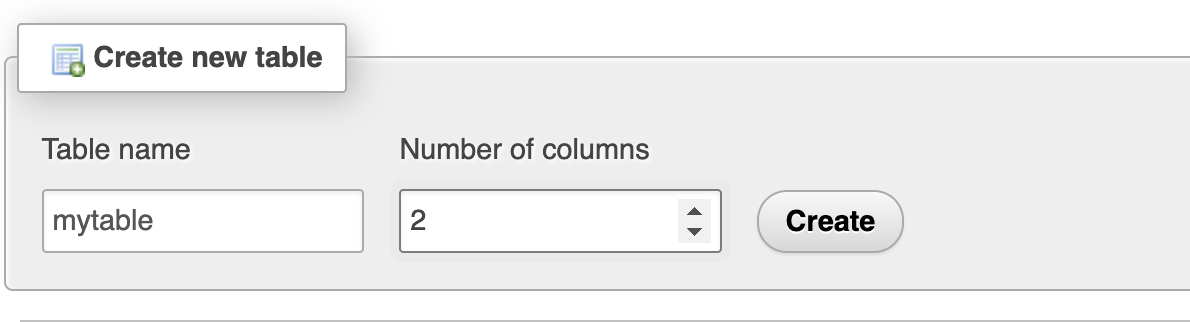 Create new table
Table name
Number of columns
mytable
2
Create